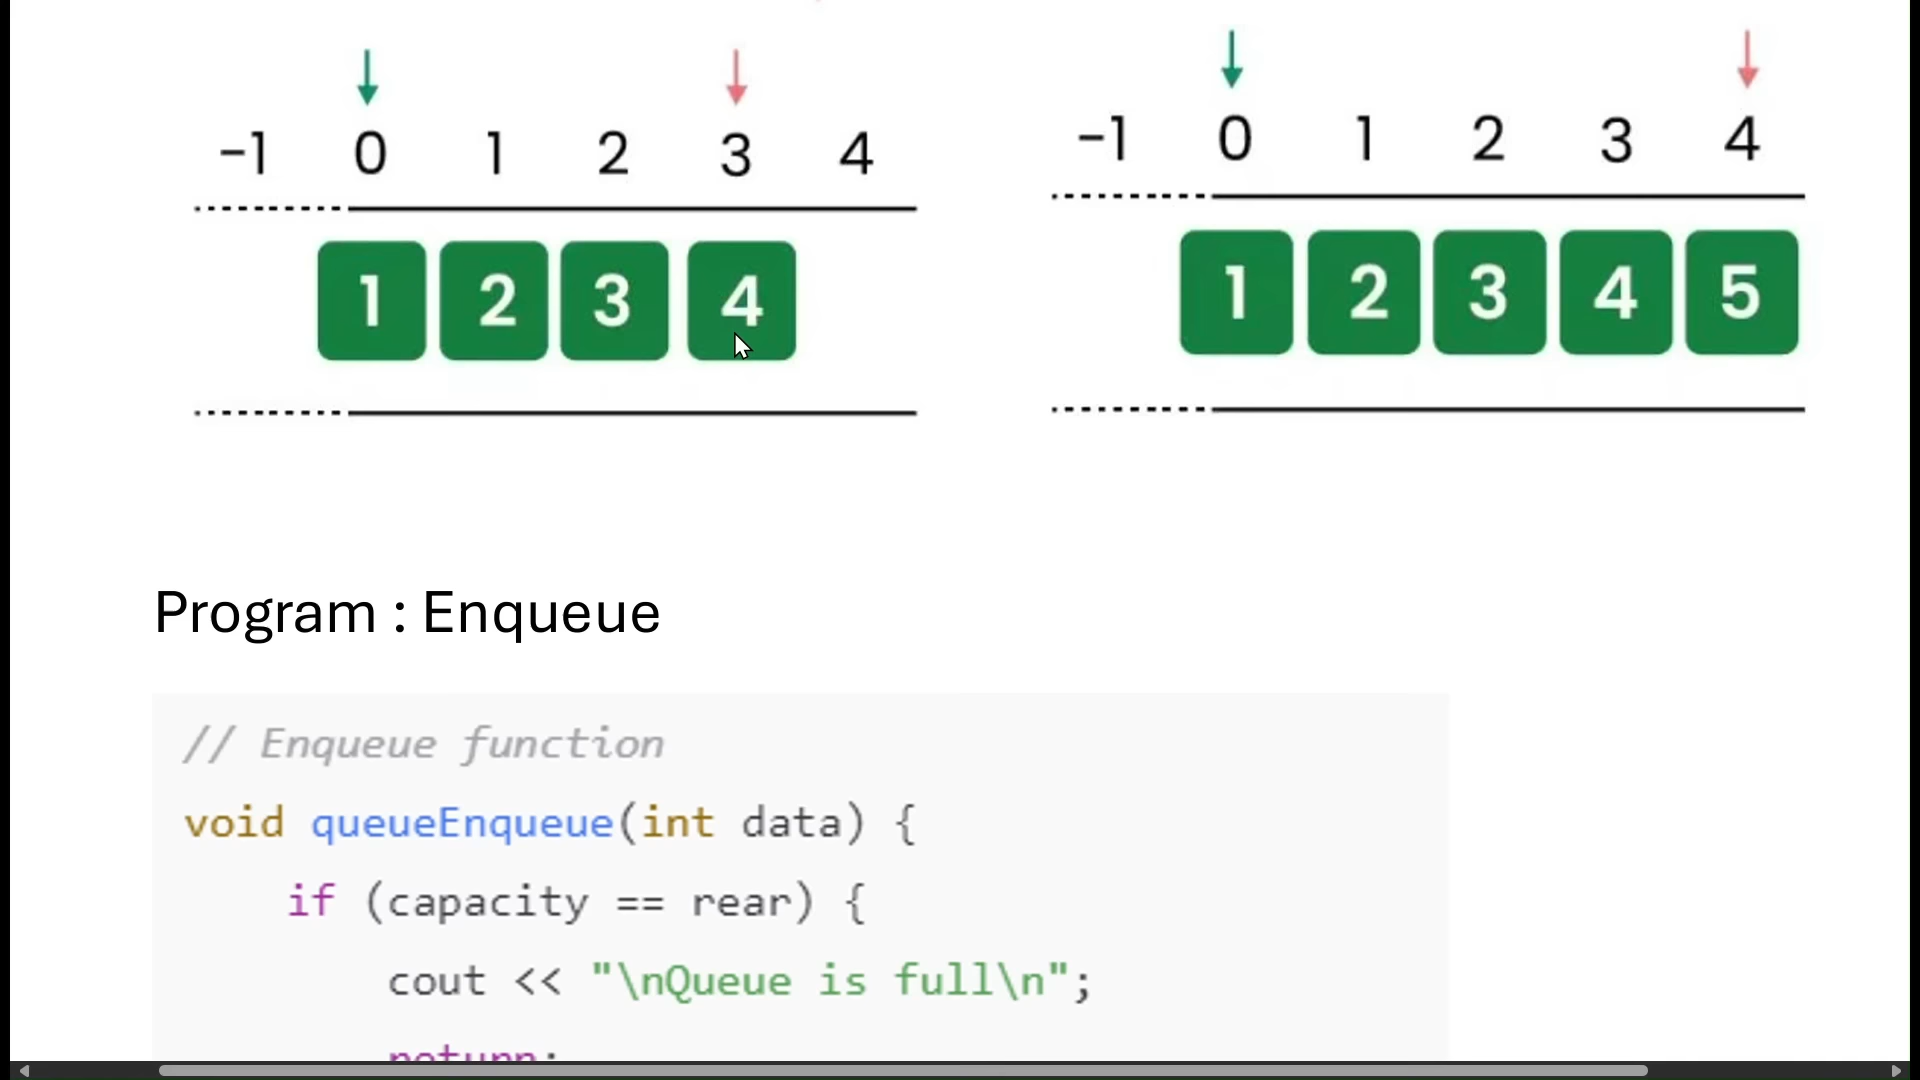 -1 0 1 2 3 4
1 2 3 4
-1 0 1 2 3 4
1 2 3 4 5
Program : Enqueue
// Enqueue function
void queueEnqueue(int data) {
if (capacity == rear) {
cout << "\nQueue is full\n";
return;